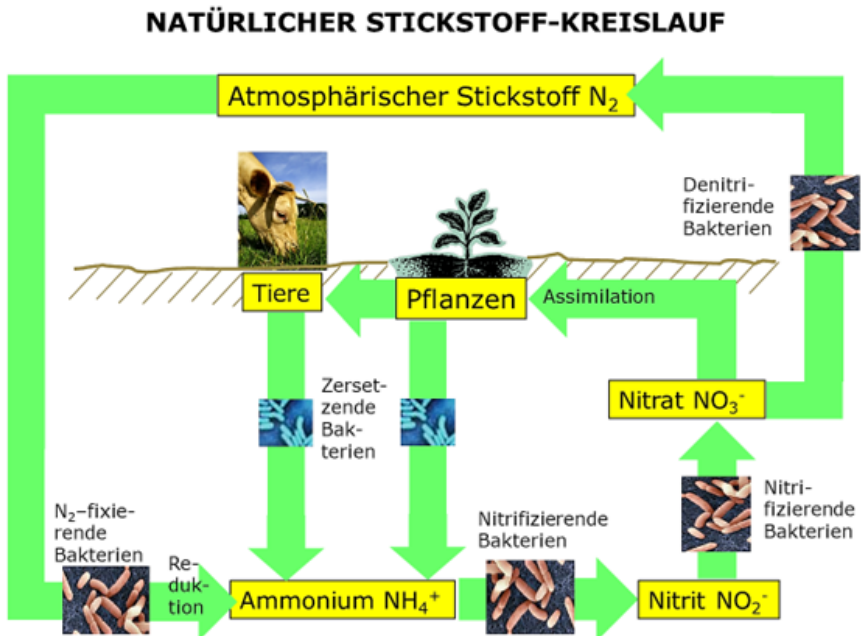 NATÜRLICHER STICKSTOFF-KREISLAUF
Atmosphärischer Stickstoff N₂
Denitri-
fizierende
Bakterien
Tiere
Pflanzen
Assimilation
Zerset-
zende
Bak-
terien
Nitrat NO₃⁻
N₂–fixie-
rende
Bakterien
Re-
duk-
tion
Nitrifizierende
Bakterien
Nitri-
fizierende
Bakterien
Ammonium NH₄⁺
Nitrit NO₂⁻